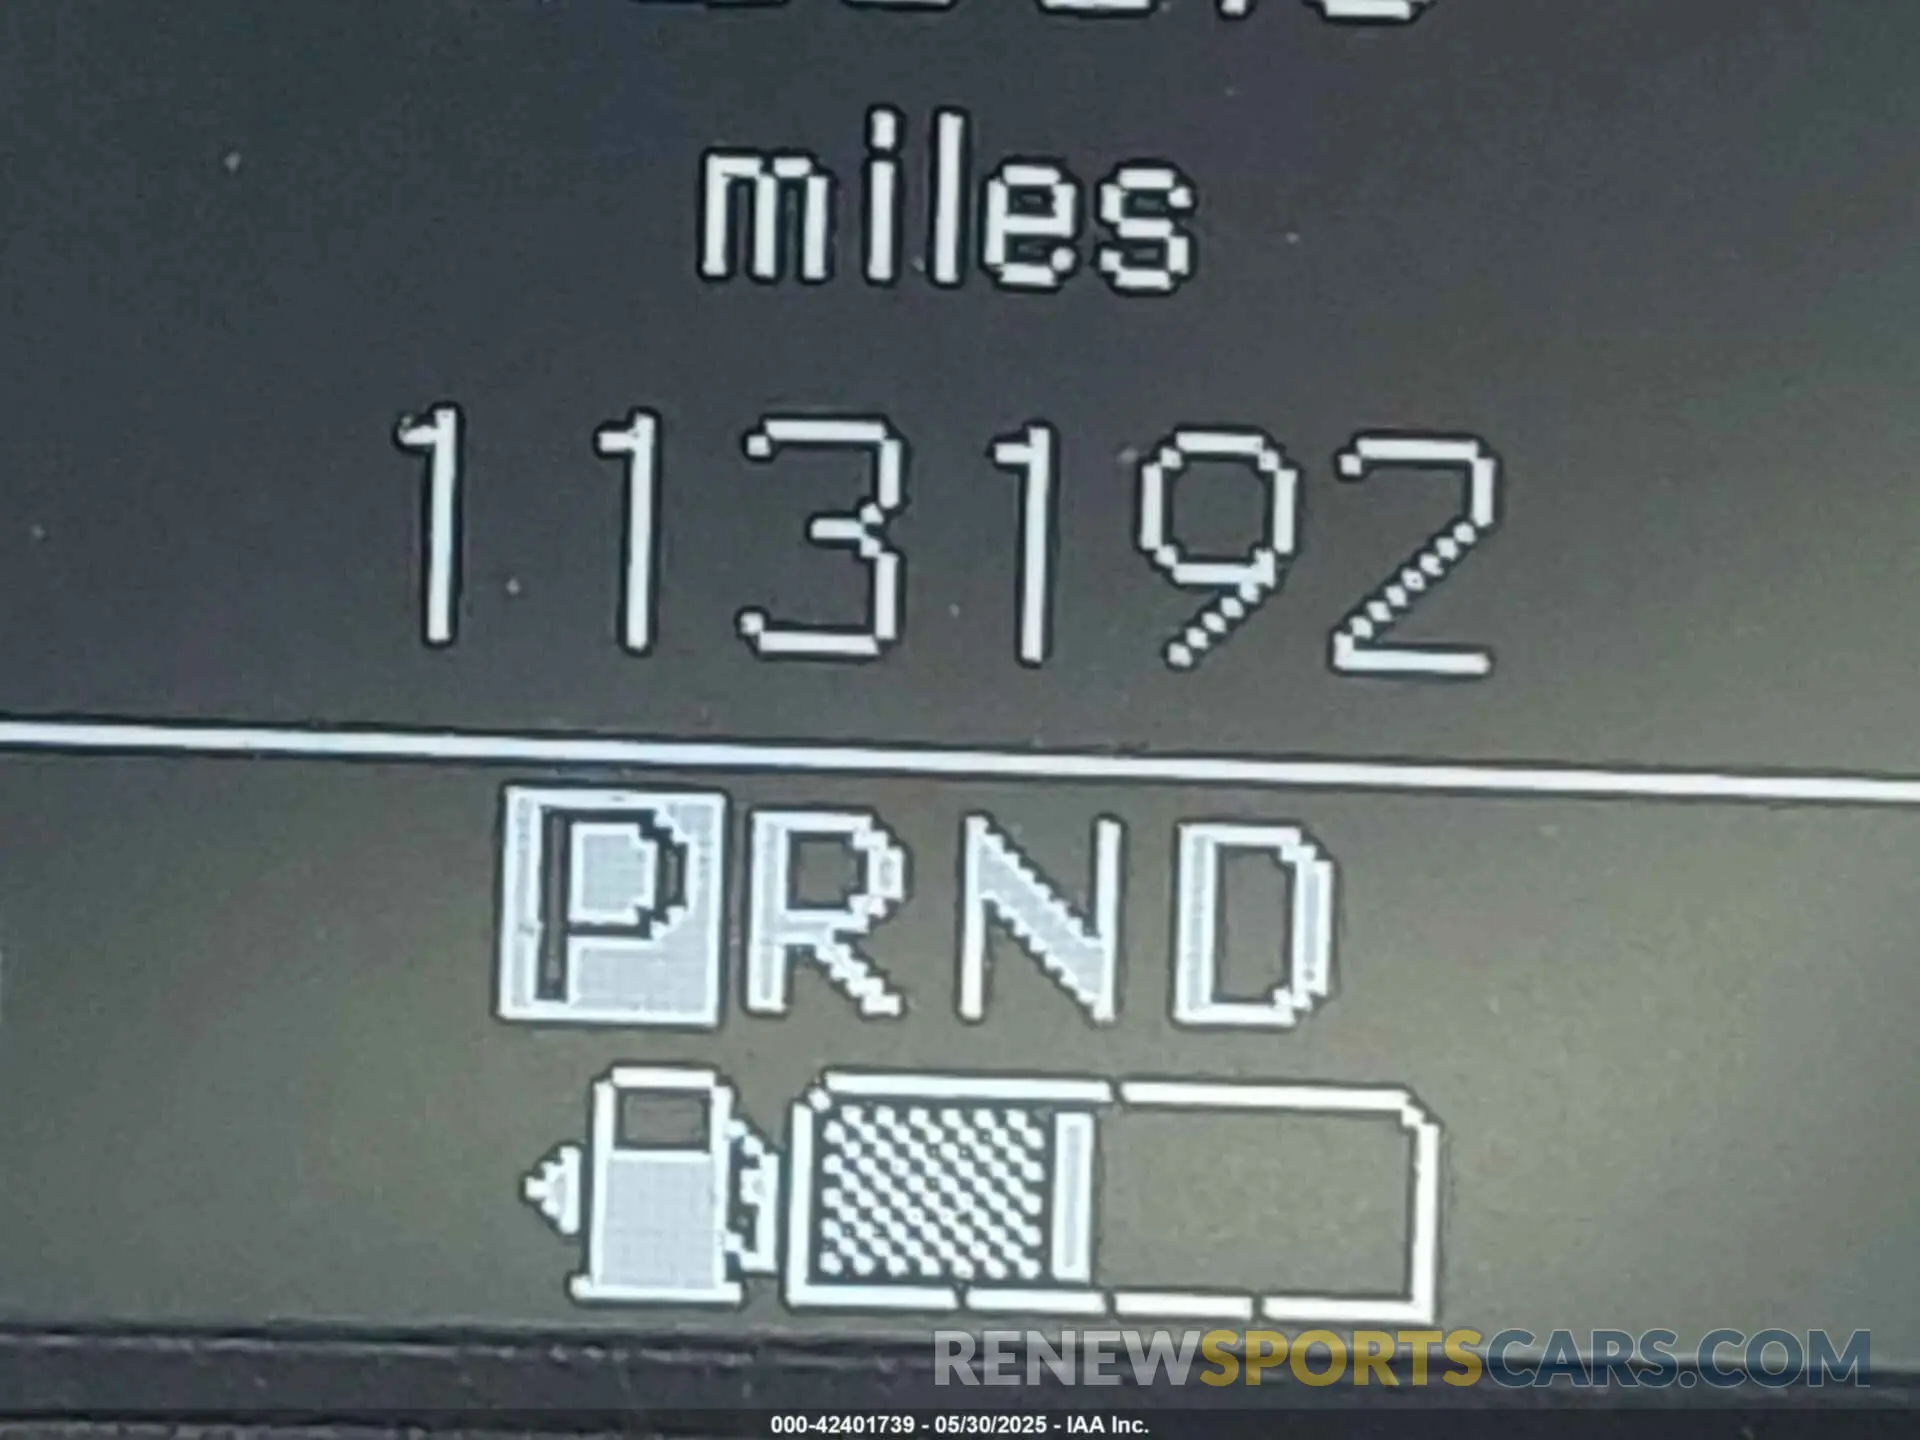 miles
113192
PRND
RENEWSPORTSCARS.COM
000-42401739 - 05/30/2025 - IAA Inc.